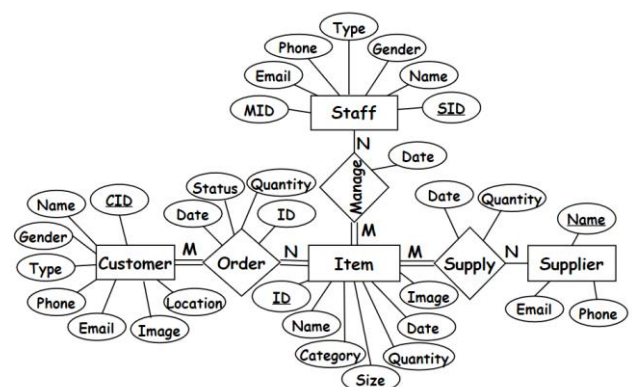 Type
Phone
Gender
Email
Name
MID
Staff
SID
N
Date
Manage
M
Status
Quantity
Date
ID
Name
CID
Gender
Type
Phone
Email
Image
Location
Customer
M
Order
N
Item
M
Supply
N
Supplier
Date
Quantity
Name
Email
Phone
ID
Name
Category
Size
Quantity
Date
Image